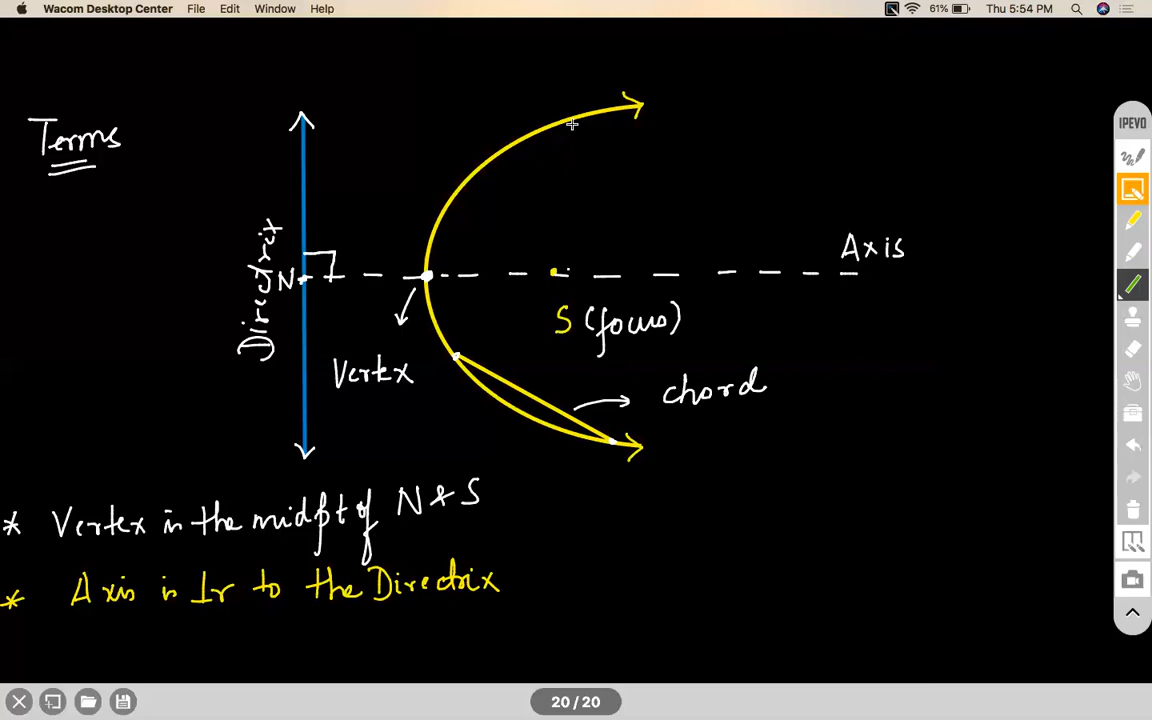 Wacom Desktop Center File Edit Window Help 61% Thu 5:54 PM
IPEVO
Terms
Directrix
N
Axis
S (focus)
Vertex
chord
* Vertex is the midpt of N & S
* Axis is ⊥r to the Directrix
20 / 20